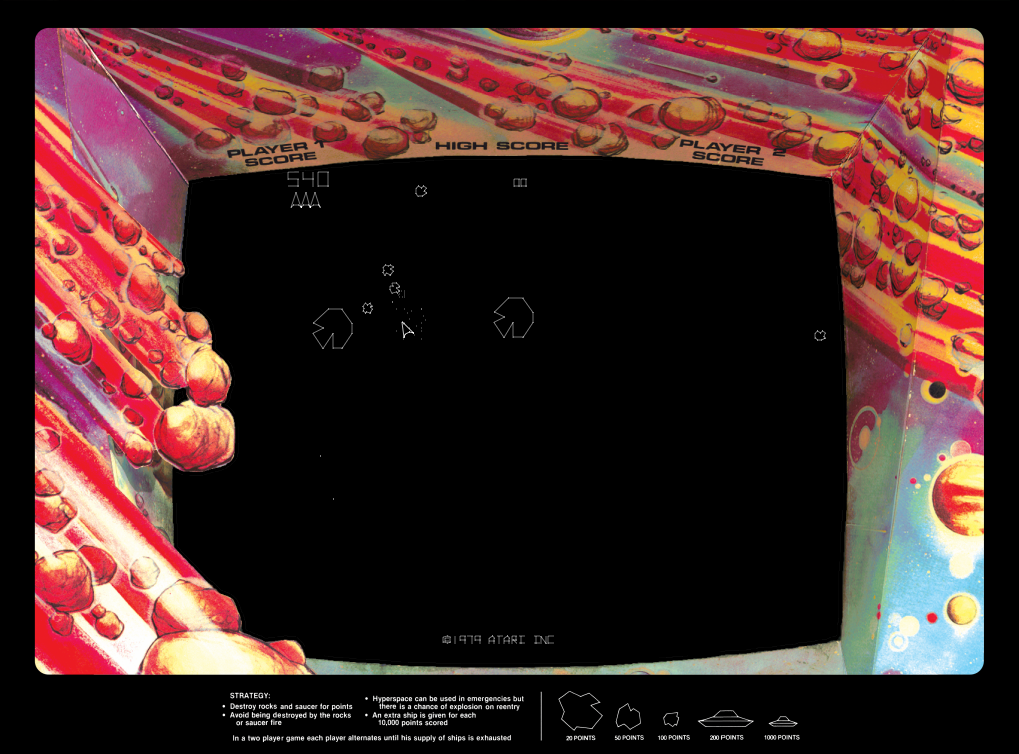 PLAYER 1
SCORE
HIGH SCORE
PLAYER 2
SCORE
540
00
©1979 ATARI INC
STRATEGY:
• Destroy rocks and saucer for points
• Avoid being destroyed by the rocks
or saucer fire
• Hyperspace can be used in emergencies but
there is a chance of explosion on reentry
• An extra ship is given for each
10,000 points scored
In a two player game each player alternates until his supply of ships is exhausted
20 POINTS
50 POINTS
100 POINTS
200 POINTS
1000 POINTS